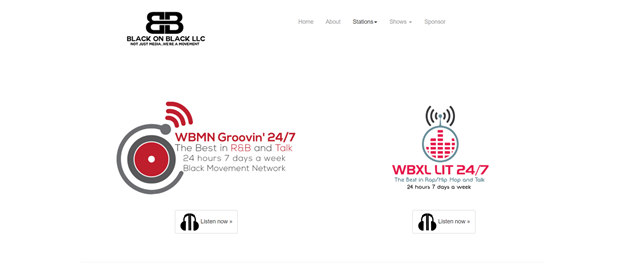 BLACK ON BLACK LLC
NOT JUST MEDIA, WE'RE A MOVEMENT
Home About Stations Shows Sponsor
WBMN Groovin' 24/7
The Best in R&B and Talk
24 hours 7 days a week
Black Movement Network
WBXL LIT 24/7
The Best in Rap/Hip Hop and Talk
24 hours 7 days a week
Listen now »
Listen now »